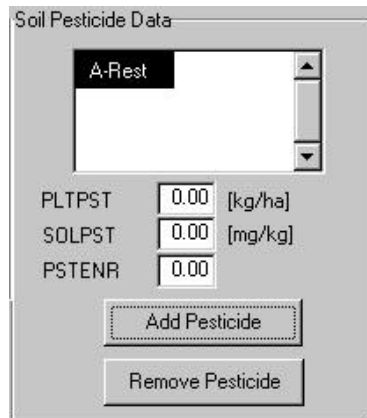 Soil Pesticide Data
A-Rest
PLTPST 0.00 [kg/ha]
SOLPST 0.00 [mg/kg]
PSTENR 0.00
Add Pesticide
Remove Pesticide